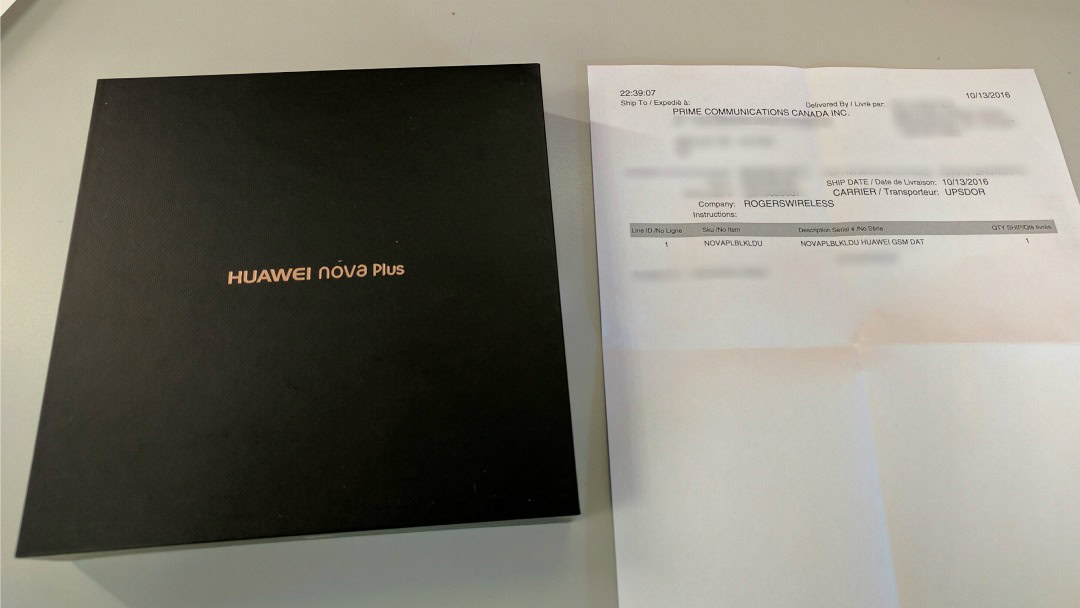 HUAWEI nova Plus
22:39:07
10/13/2016
Ship To / Expedié à:
Delivered By / Livré par:
PRIME COMMUNICATIONS CANADA INC.
SHIP DATE / Date de Livraison: 10/13/2016
CARRIER / Transporteur: UPSDOR
Company: ROGERSWIRELESS
Instructions:
Line ID /No Ligne Sku /No Item Description Serial # /No Série QTY SHIP/Qté livrée
1 NOVAPLBLKLDU NOVAPLBLKLDU HUAWEI GSM DAT 1